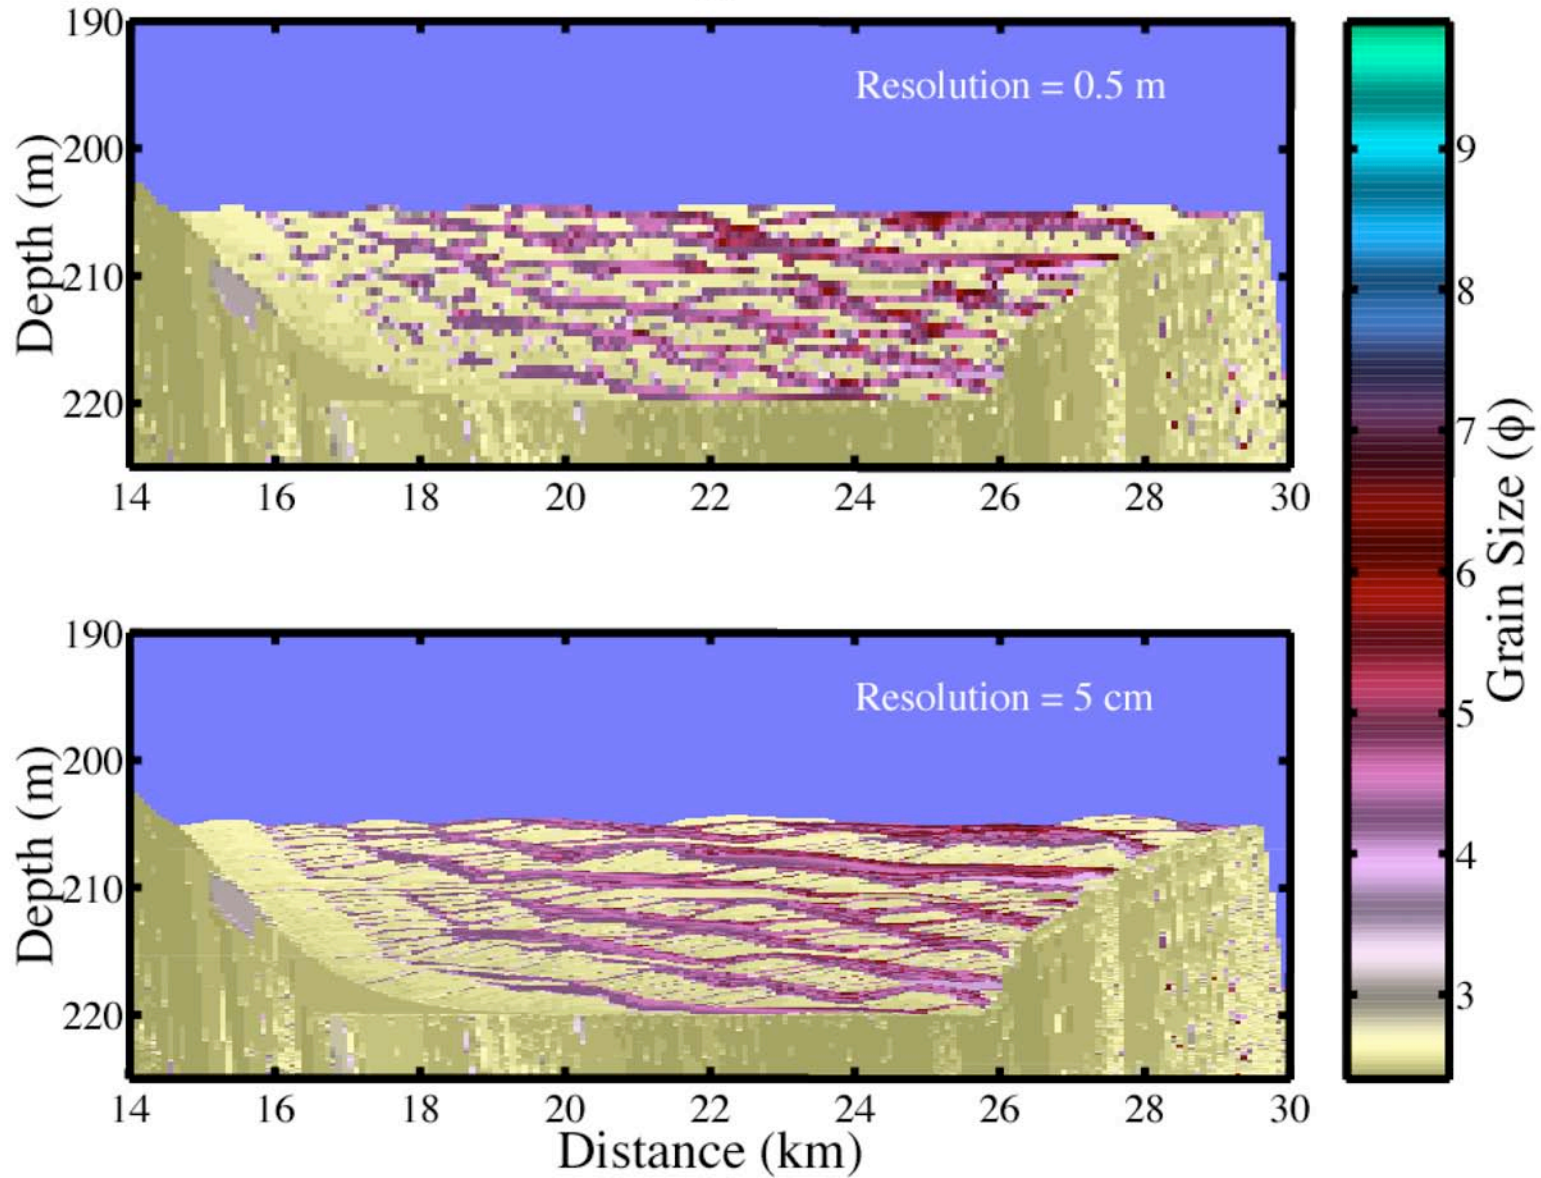 190
200
210
220
Depth (m)
Resolution = 0.5 m
14 16 18 20 22 24 26 28 30
190
200
210
220
Depth (m)
Resolution = 5 cm
14 16 18 20 22 24 26 28 30
Distance (km)
9
8
7
6
5
4
3
Grain Size (ϕ)